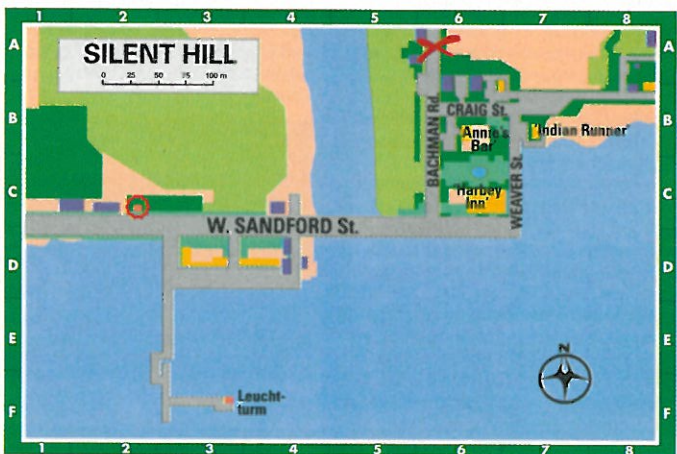 1 2 3 4 5 6 7 8
A A
SILENT HILL
0 25 50 75 100 m
CRAIG St.
B B
BACHMAN Rd.
Annie's
Bar'
'Indian Runner'
WEAVER St.
C C
'Harbey
Inn'
W. SANDFORD St.
D D
E E
N
Leucht-
turm
F F
1 2 3 4 5 6 7 8